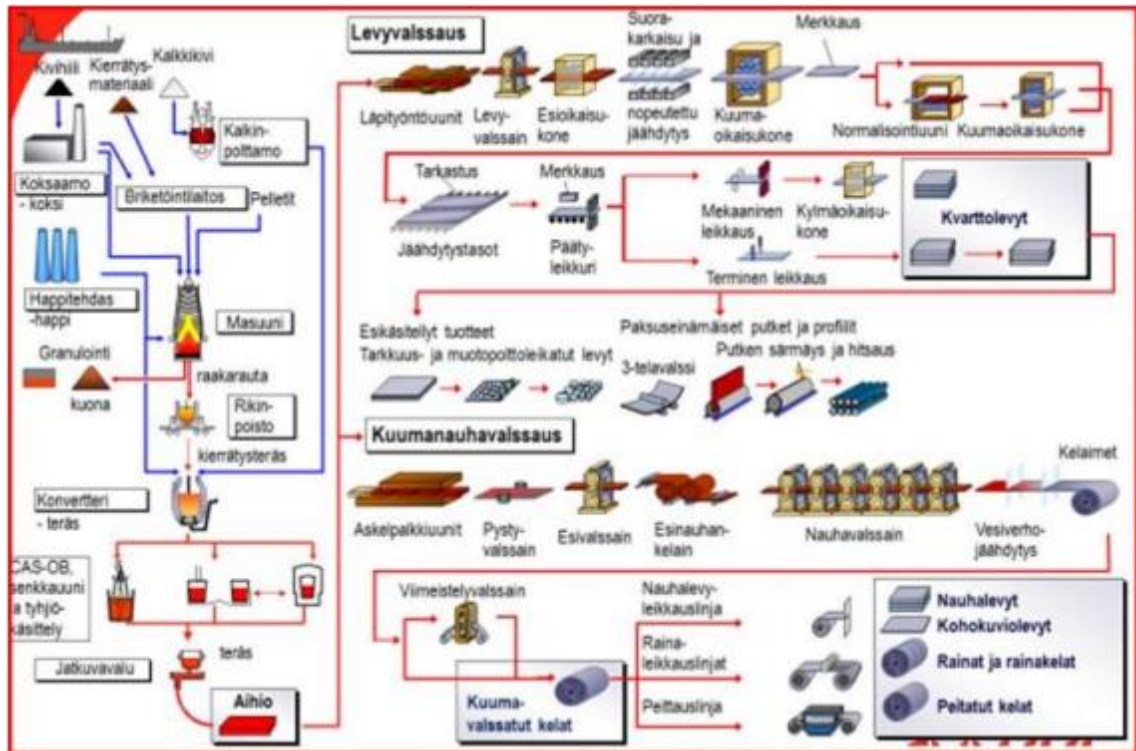 Kivihiili
Kierrätys-
materiaali
Kalkkikivi
Kalkin-
polttamo
Koksaamo
- koksi
Briketöintilaitos
Pelletit
Happitehdas
-happi
Masuuni
Granulointi
kuona
raakarauta
Rikin-
poisto
kierrätysteräs
Konvertteri
- teräs
CAS-OB,
senkkauuni
ja tyhjiö-
käsittely
Jatkuvavalu
teräs
Aihio
Levyvalssaus
Läpityöntöuunit
Levy-
valssain
Esioikaisu-
kone
Suora-
karkaisu ja
nopeutettu
jäähdytys
Kuuma-
oikaisukone
Merkkaus
Normalisointiuuni
Kuumaoikaisukone
Tarkastus
Jäähdytystasot
Merkkaus
Pääty-
leikkuri
Mekaaninen
leikkaus
Kylmäoikaisu-
kone
Terminen leikkaus
Kvarttolevyt
Esikäsitellyt tuotteet
Tarkkuus- ja muotopolttoleikatut levyt
Paksuseinämäiset putket ja profiilit
3-telavalssi
Putken särmäys ja hitsaus
Kuumanauhavalssaus
Askelpalkkiuunit
Pysty-
valssain
Esivalssain
Esinauhan-
kelain
Nauhavalssain
Vesiverho-
jäähdytys
Kelaimet
Viimeistelyvalssain
Kuuma-
valssatut kelat
Nauhalevy-
leikkauslinja
Raina-
leikkauslinjat
Peittauslinja
Nauhalevyt
Kohokuviolevyt
Rainat ja rainakelat
Peitatut kelat